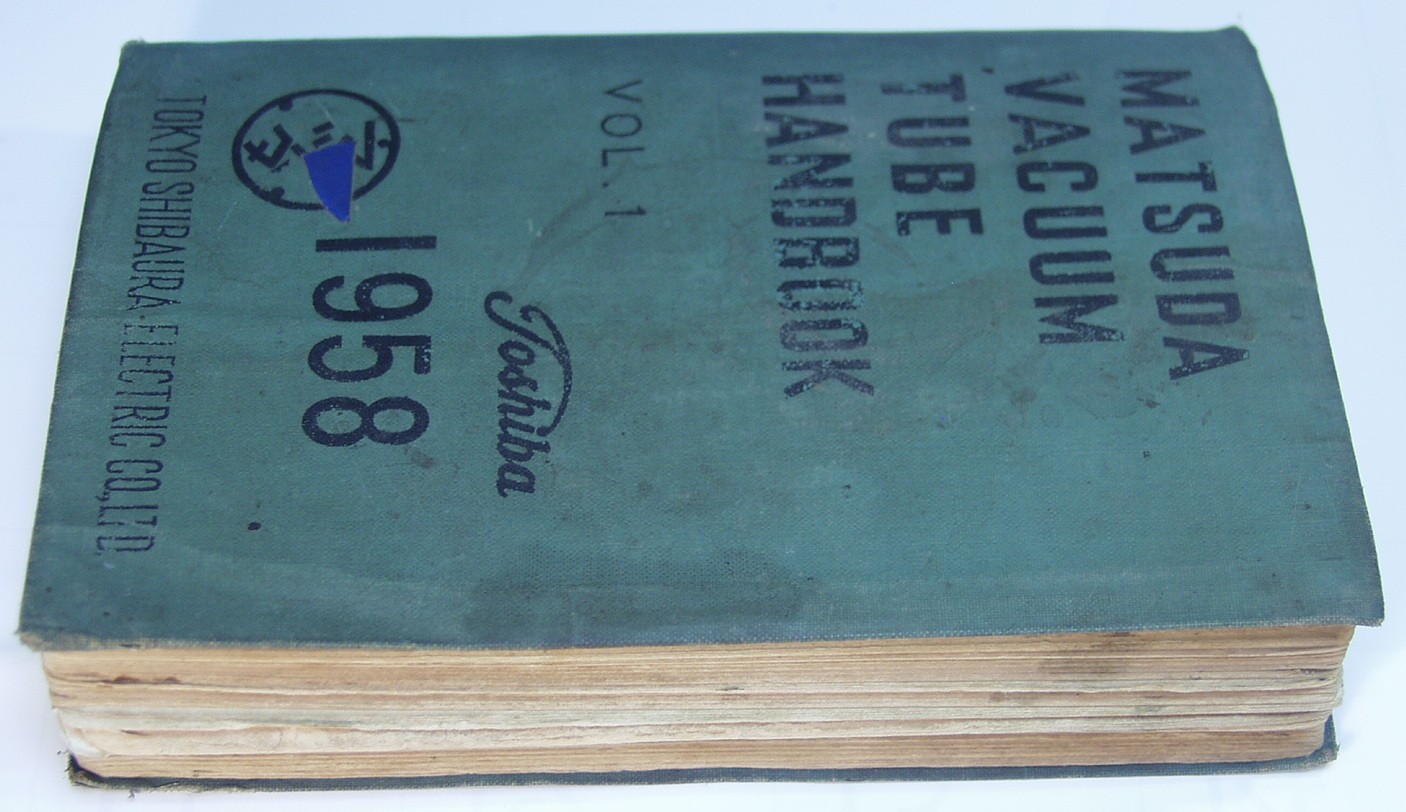 MATSUDA
VACUUM
TUBE
HANDBOOK
VOL. 1
Toshiba
1958
TOKYO SHIBAURA ELECTRIC CO., LTD.